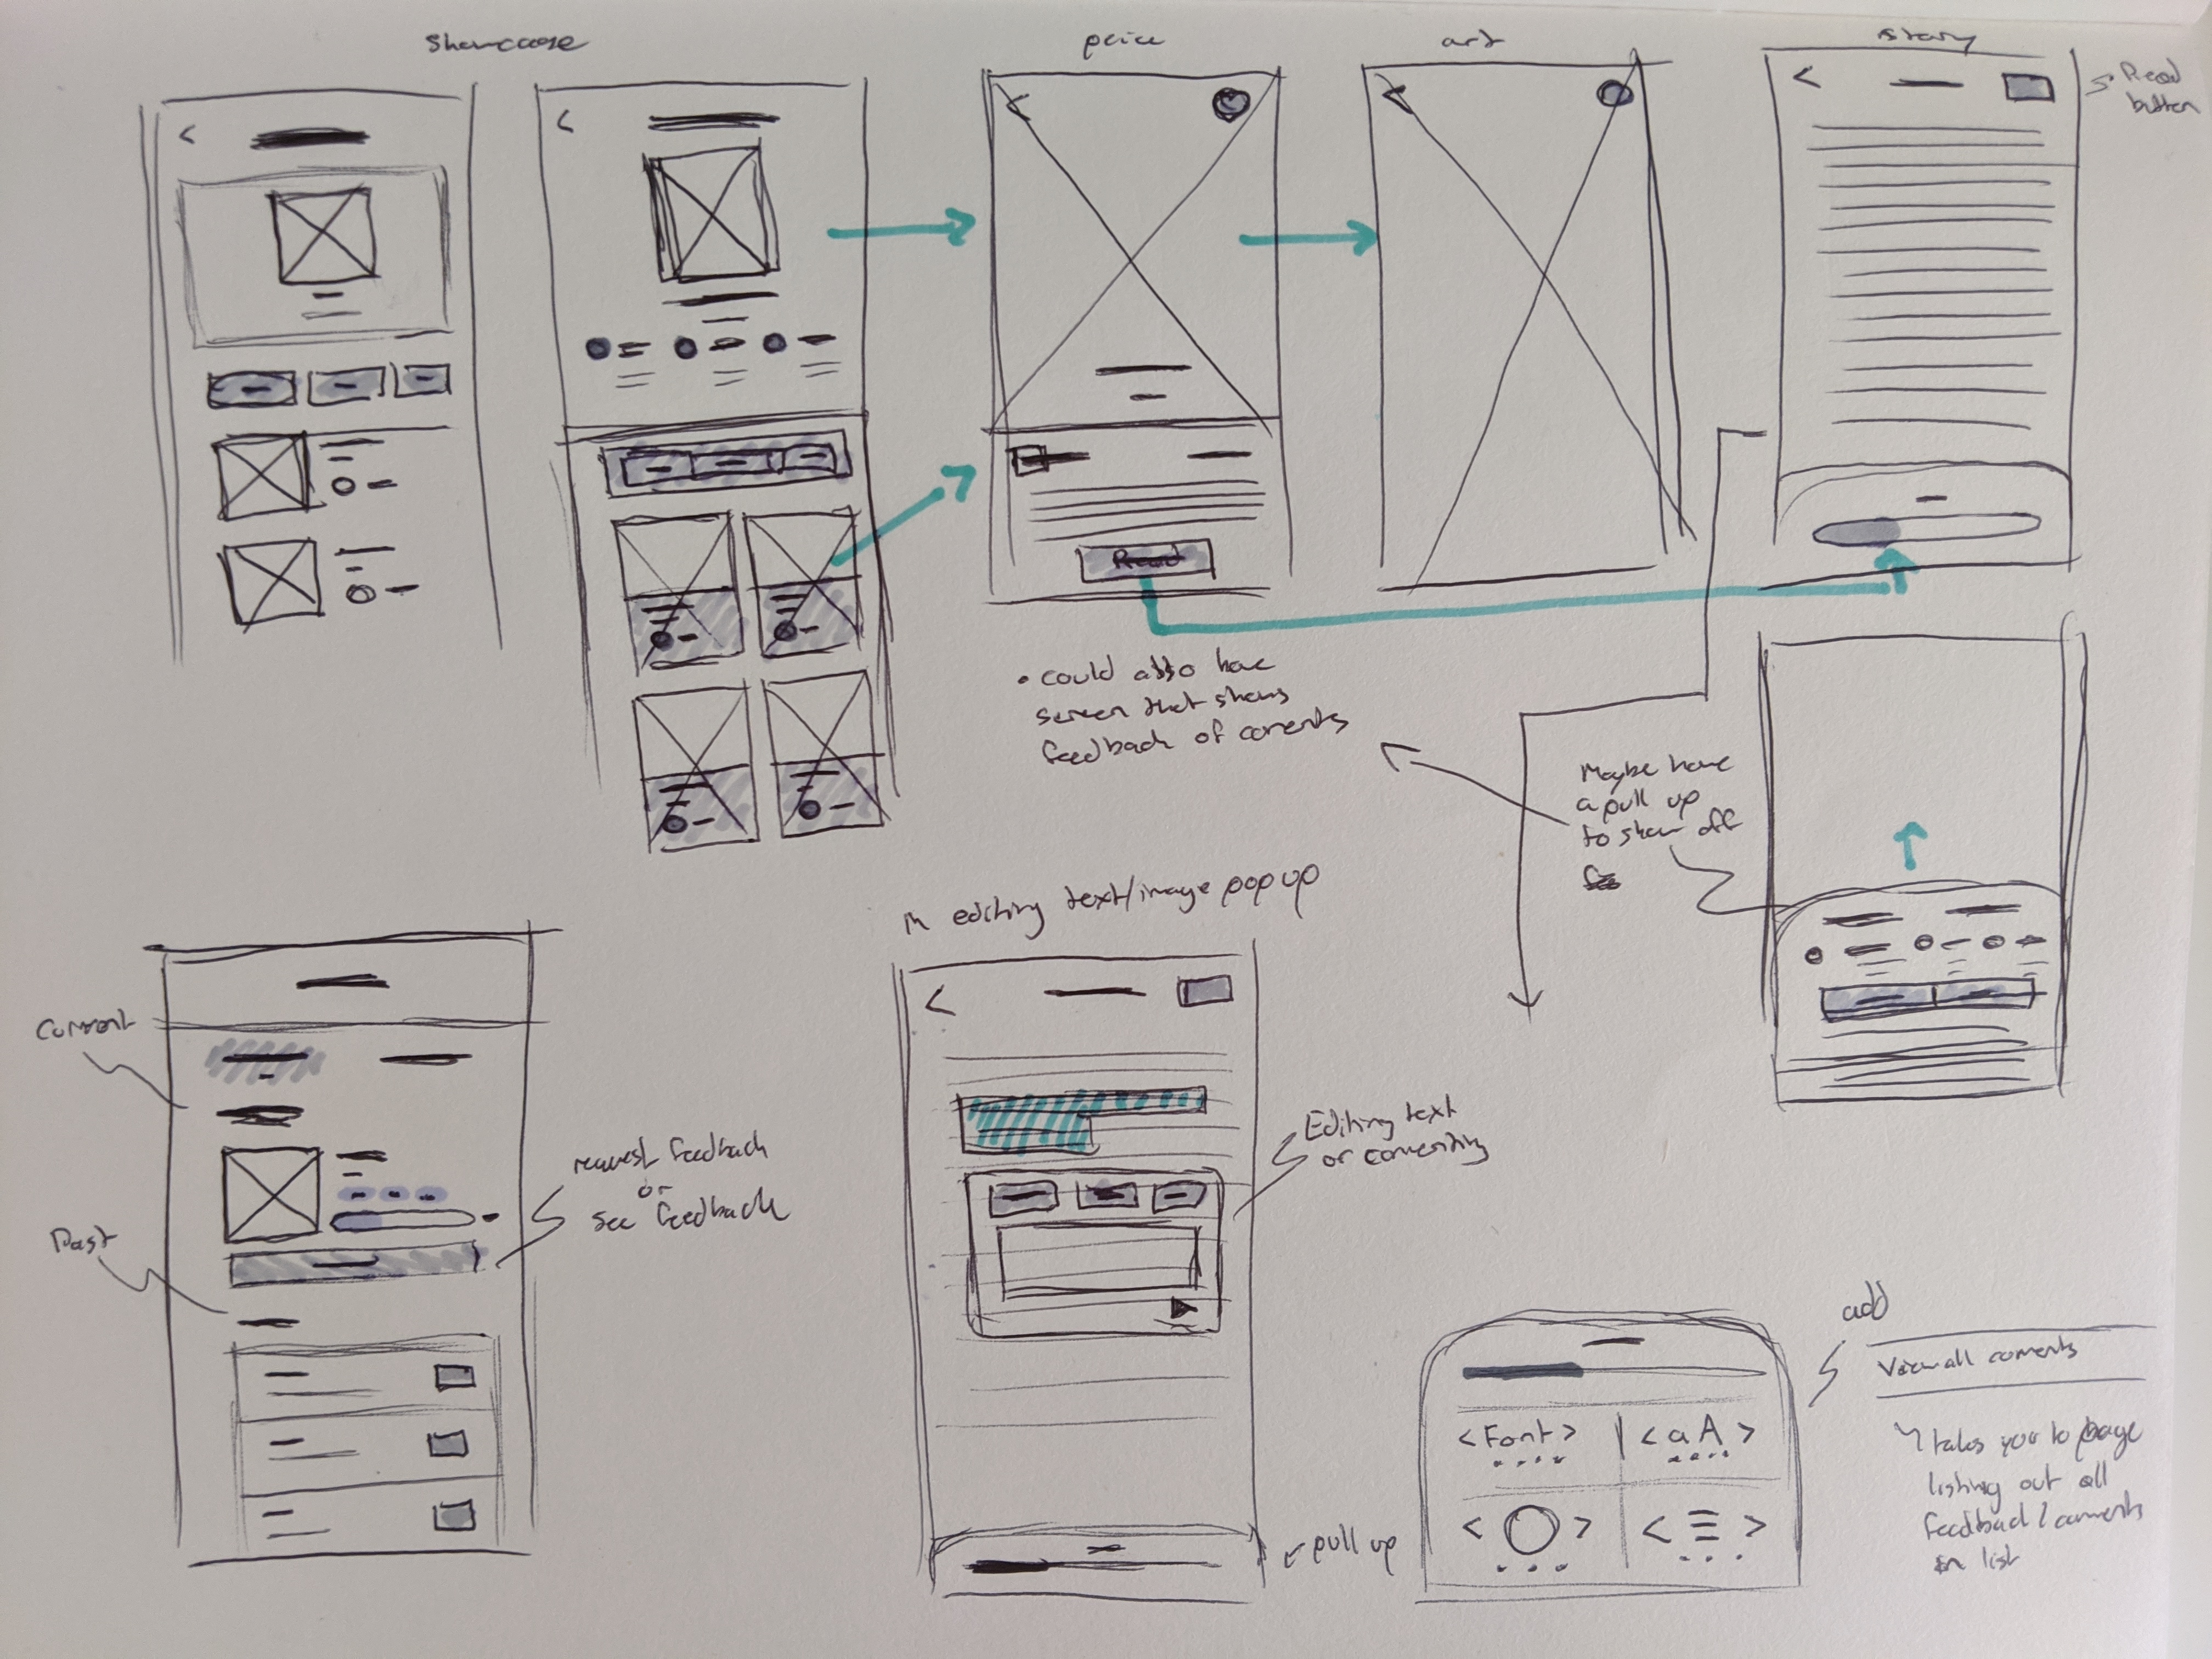 Showcase
peice
art
story
Read
button
Read
• could also have
screen that shows
feedback of coments
Maybe have
a pull up
to show off
in editing text/image pop up
Current
Past
request feedback
or
see feedback
Editing text
or comenting
pull up
<Font>
<aA>
add
View all coments
takes you to page
listing out all
feedback/coments
in list